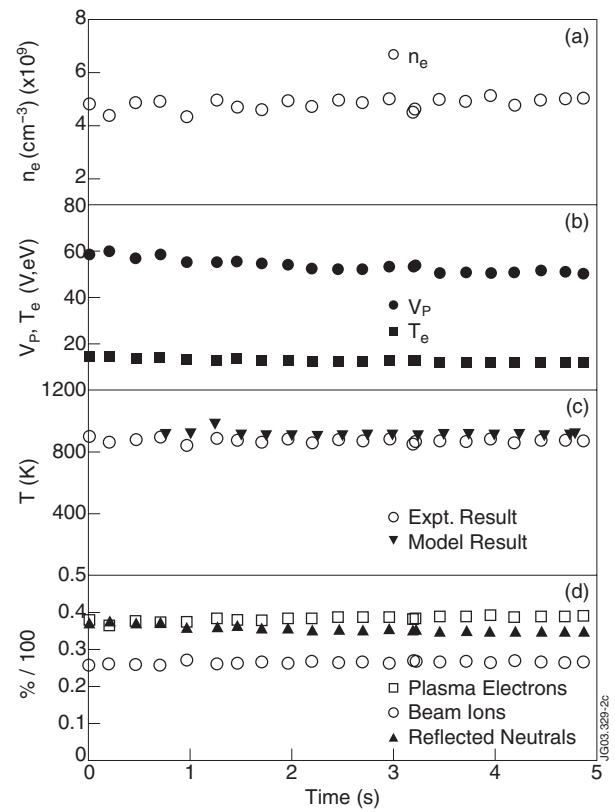 8
6
4
2
n_e (cm⁻³) (x10⁹)
(a)
n_e
80
60
40
20
V_P, T_e (V,eV)
(b)
V_P
T_e
1200
800
400
T (K)
(c)
Expt. Result
Model Result
0.5
0.4
0.3
0.2
0.1
0
% / 100
(d)
Plasma Electrons
Beam Ions
Reflected Neutrals
0 1 2 3 4 5
Time (s)
JG03.329-2c